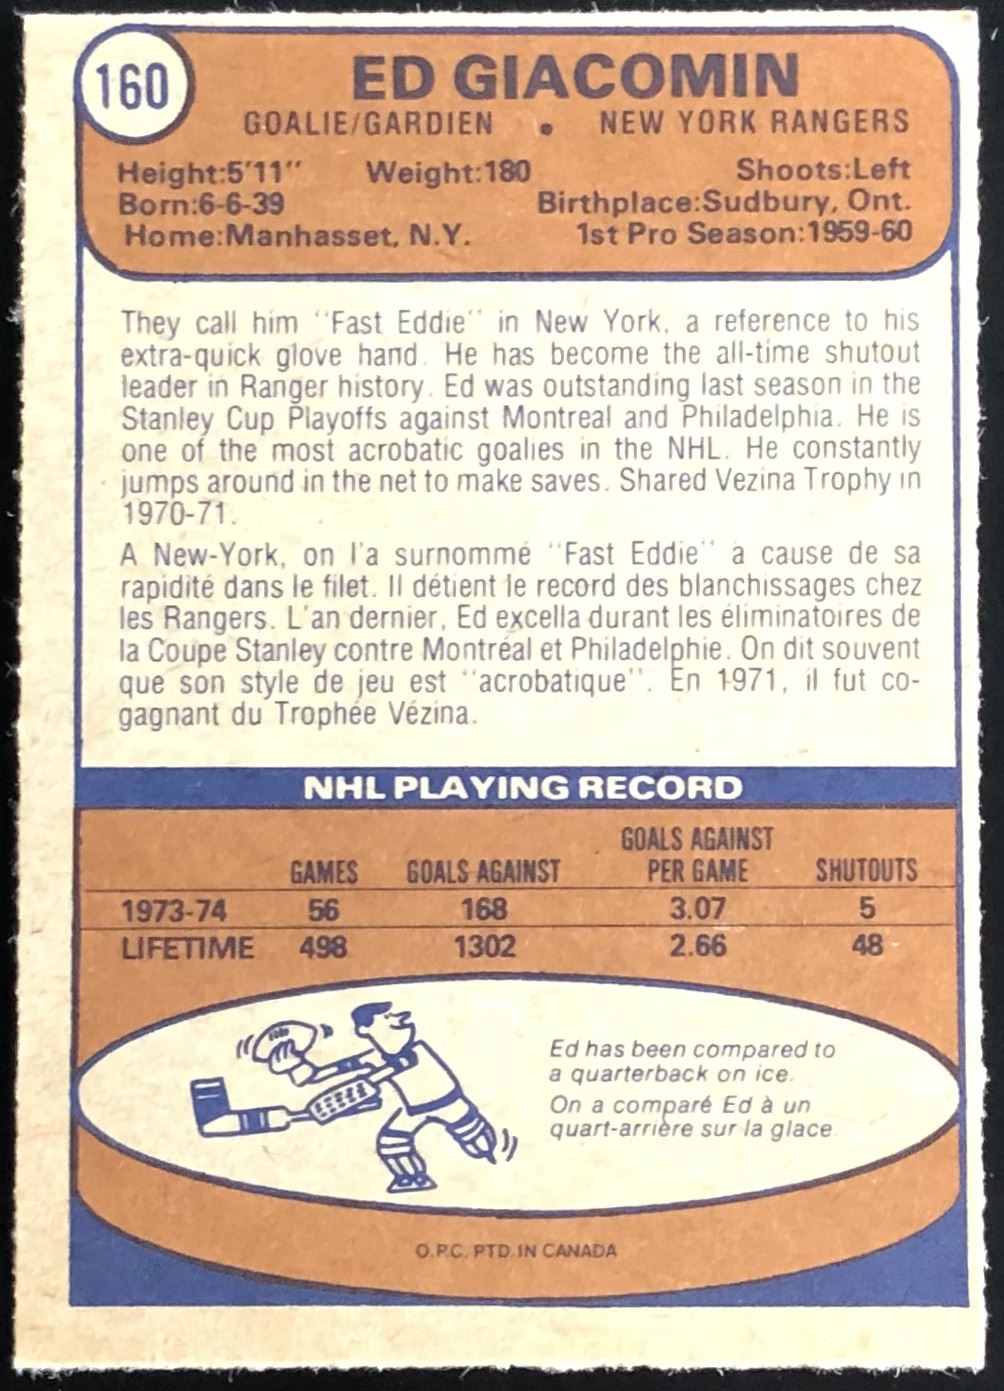 160
ED GIACOMIN
GOALIE/GARDIEN • NEW YORK RANGERS
Height:5'11" Weight:180 Shoots:Left
Born:6-6-39 Birthplace:Sudbury, Ont.
Home:Manhasset, N.Y. 1st Pro Season:1959-60
They call him "Fast Eddie" in New York, a reference to his
extra-quick glove hand. He has become the all-time shutout
leader in Ranger history. Ed was outstanding last season in the
Stanley Cup Playoffs against Montreal and Philadelphia. He is
one of the most acrobatic goalies in the NHL. He constantly
jumps around in the net to make saves. Shared Vezina Trophy in
1970-71.
A New-York, on l'a surnommé "Fast Eddie" à cause de sa
rapidité dans le filet. Il détient le record des blanchissages chez
les Rangers. L'an dernier, Ed excella durant les éliminatoires de
la Coupe Stanley contre Montréal et Philadelphie. On dit souvent
que son style de jeu est "acrobatique". En 1971, il fut co-
gagnant du Trophée Vézina.
NHL PLAYING RECORD
GAMES GOALS AGAINST GOALS AGAINST PER GAME SHUTOUTS
1973-74 56 168 3.07 5
LIFETIME 498 1302 2.66 48
Ed has been compared to
a quarterback on ice.
On a comparé Ed à un
quart-arrière sur la glace.
O.P.C. PTD. IN CANADA